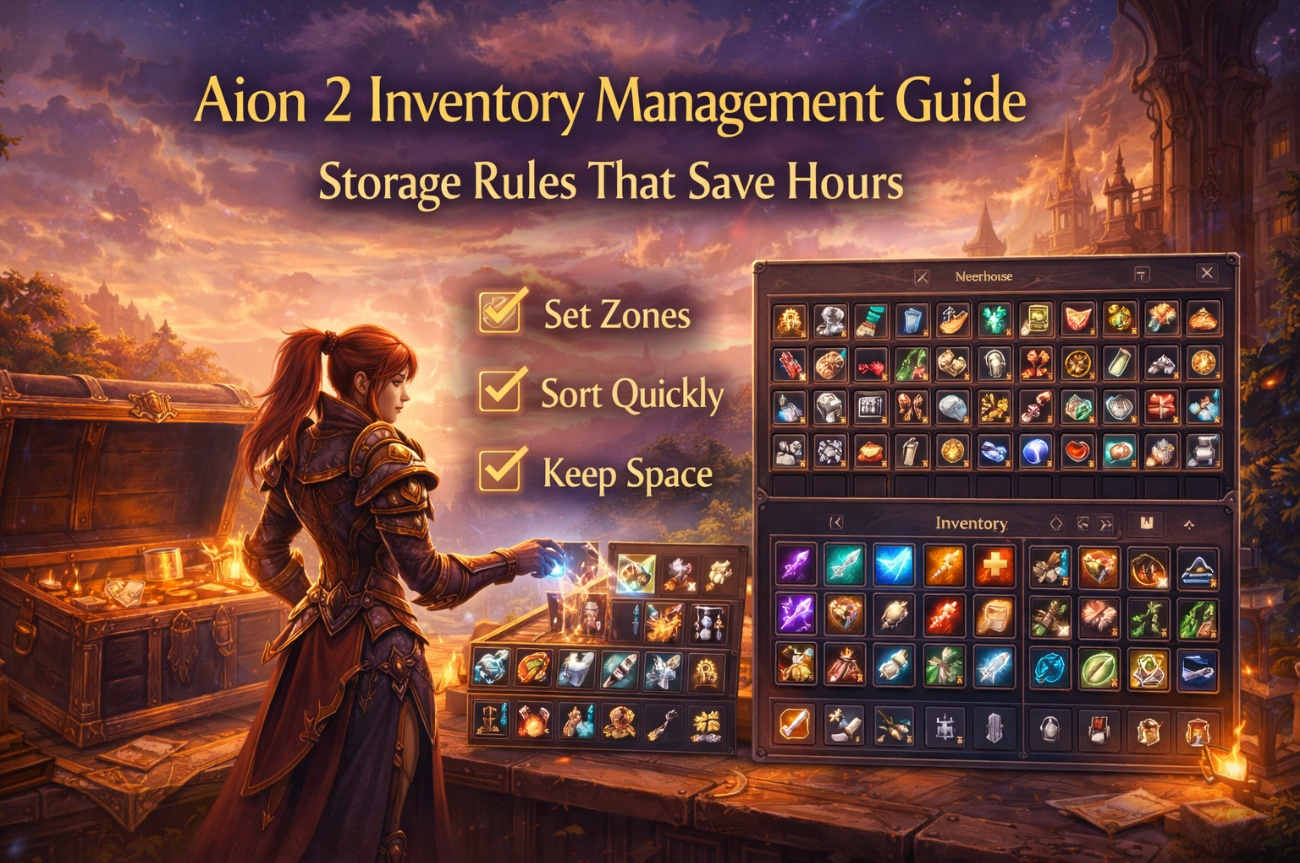 Aion 2 Inventory Management Guide
Storage Rules That Save Hours
Set Zones
Sort Quickly
Keep Space
Neerhouse
Inventory